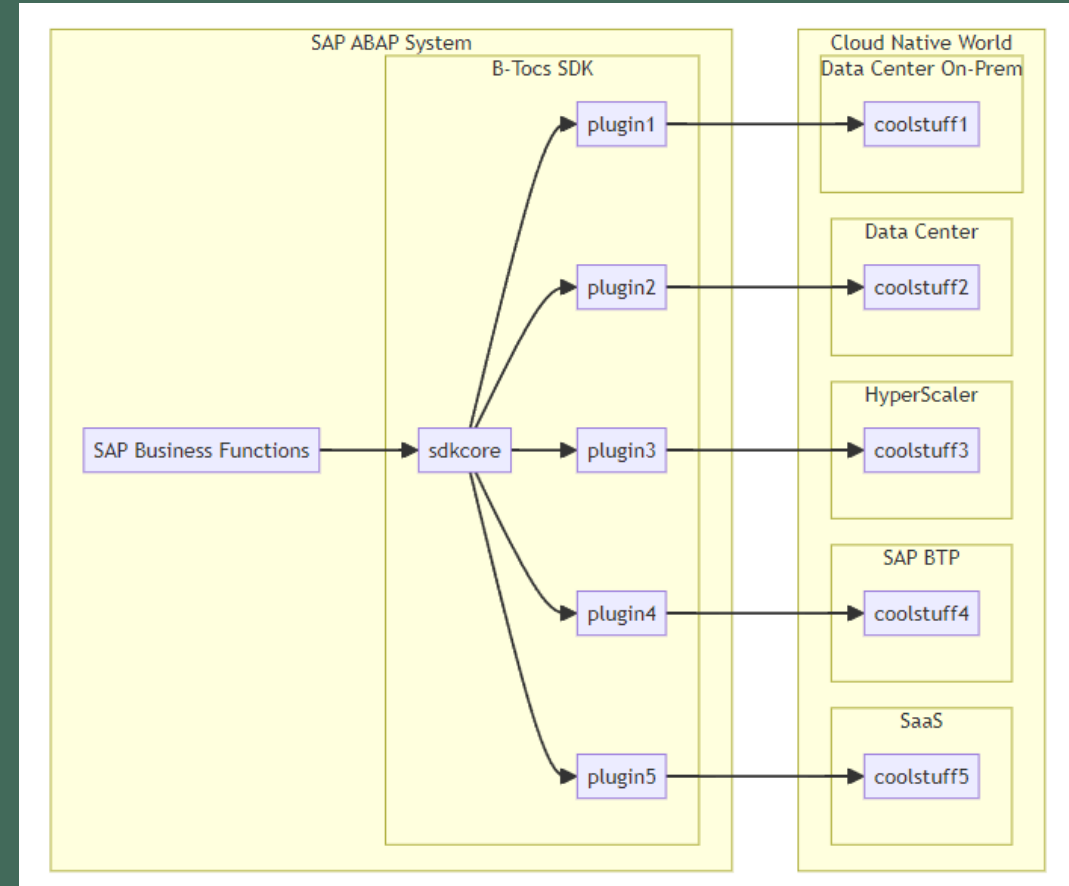 SAP ABAP System
B-Tocs SDK
plugin1
plugin2
SAP Business Functions
sdkcore
plugin3
plugin4
plugin5
Cloud Native World
Data Center On-Prem
coolstuff1
Data Center
coolstuff2
HyperScaler
coolstuff3
SAP BTP
coolstuff4
SaaS
coolstuff5